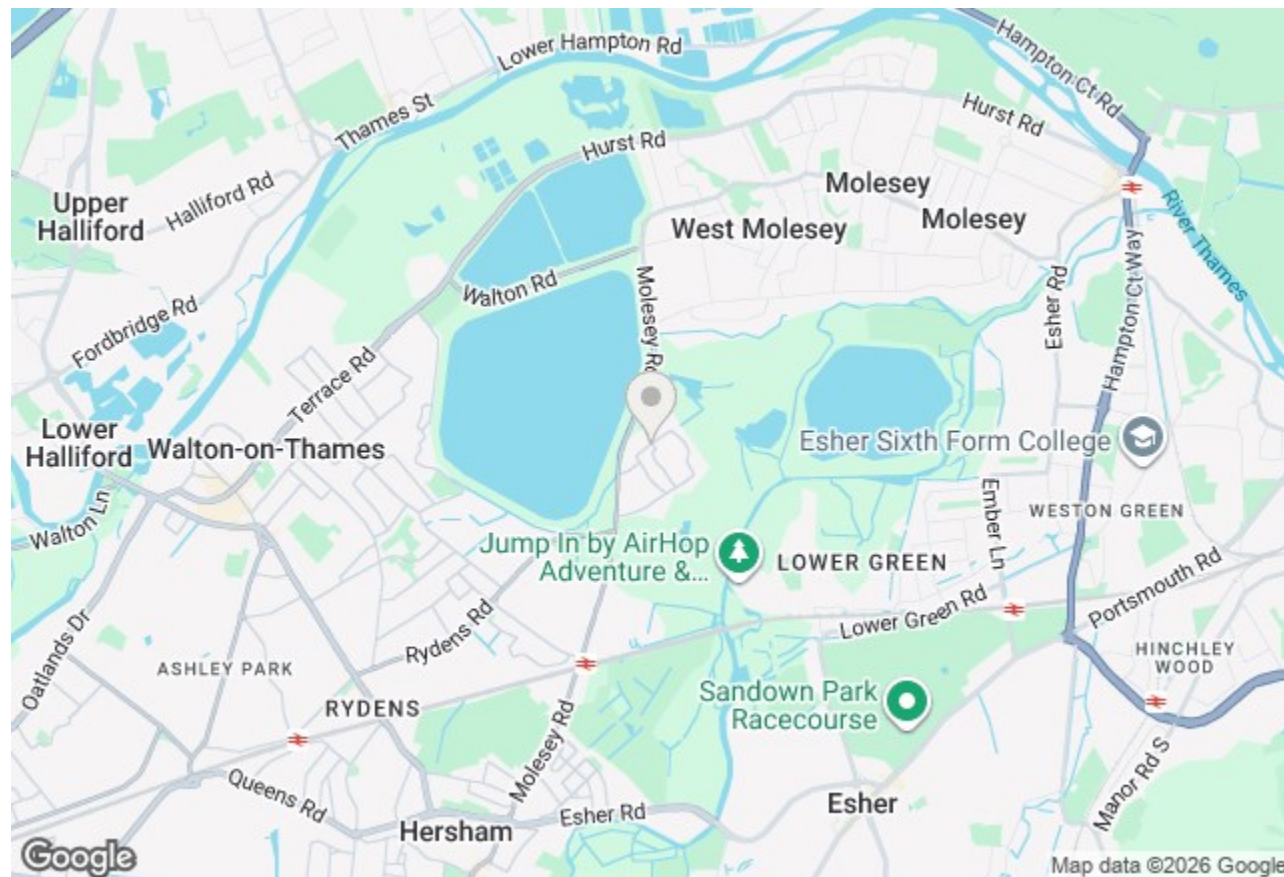 Lower Hampton Rd
Hampton Ct Rd
Thames St
Hurst Rd
Hurst Rd
Halliford Rd
Upper
Halliford
Molesey
Molesey
West Molesey
River Thames
Hampton Ct Way
Esher Rd
Walton Rd
Molesey Rd
Fordbridge Rd
Terrace Rd
Lower
Halliford
Walton-on-Thames
Esher Sixth Form College
Walton Ln
Ember Ln
WESTON GREEN
Jump In by AirHop
Adventure &...
LOWER GREEN
Portsmouth Rd
Lower Green Rd
Rydens Rd
Oatlands Dr
ASHLEY PARK
HINCHLEY
WOOD
RYDENS
Sandown Park
Racecourse
Molesey Rd
Manor Rd S
Queens Rd
Hersham
Esher Rd
Esher
Google
Map data ©2026 Google